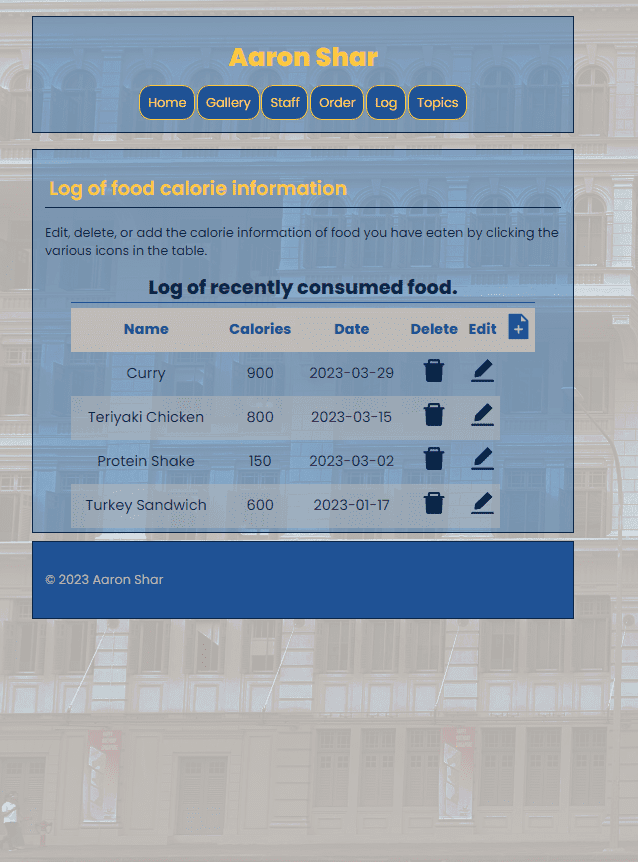 Aaron Shar
Home Gallery Staff Order Log Topics
Log of food calorie information
Edit, delete, or add the calorie information of food you have eaten by clicking the
various icons in the table.
Log of recently consumed food.
Name Calories Date Delete Edit
Curry 900 2023-03-29
Teriyaki Chicken 800 2023-03-15
Protein Shake 150 2023-03-02
Turkey Sandwich 600 2023-01-17
© 2023 Aaron Shar